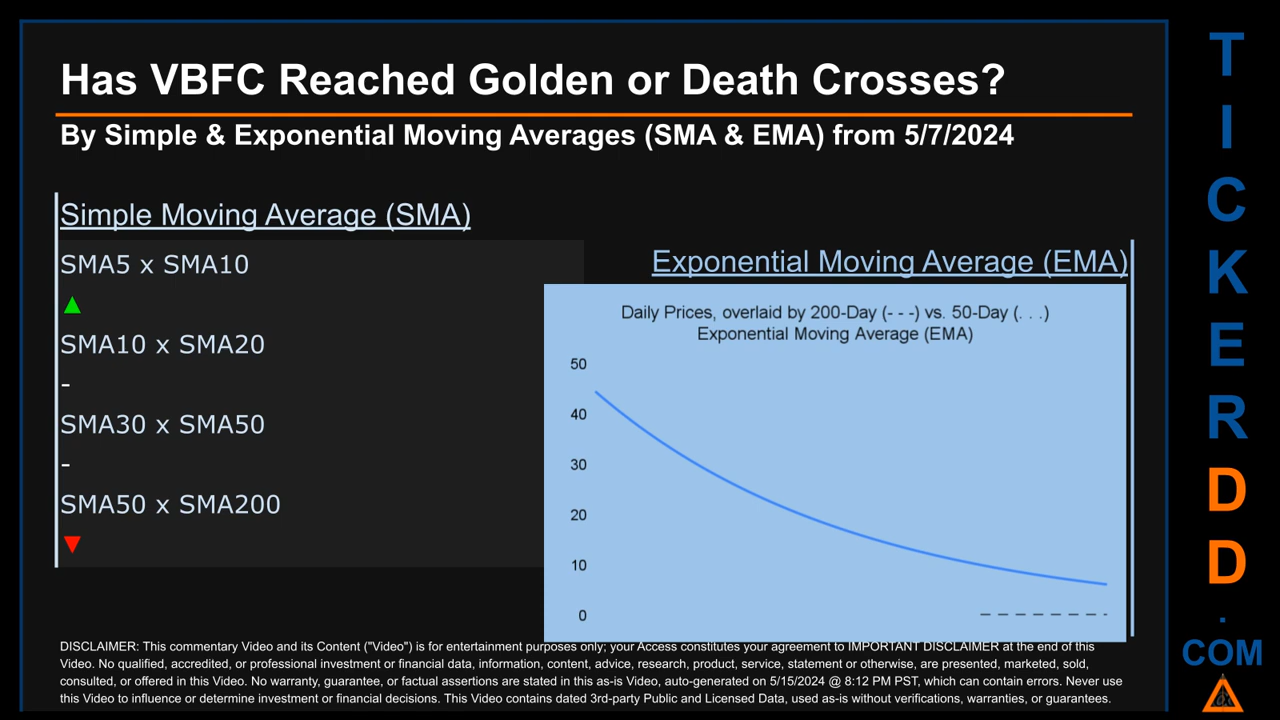 Has VBFC Reached Golden or Death Crosses?
By Simple & Exponential Moving Averages (SMA & EMA) from 5/7/2024
Simple Moving Average (SMA)
SMA5 x SMA10
▲
SMA10 x SMA20
-
SMA30 x SMA50
-
SMA50 x SMA200
▼
Exponential Moving Average (EMA)
Daily Prices, overlaid by 200-Day (- - -) vs. 50-Day (. . .)
Exponential Moving Average (EMA)
50
40
30
20
10
0
DISCLAIMER: This commentary Video and its Content ("Video") is for entertainment purposes only; your Access constitutes your agreement to IMPORTANT DISCLAIMER at the end of this
Video. No qualified, accredited, or professional investment or financial data, information, content, advice, research, product, service, statement or otherwise, are presented, marketed, sold,
consulted, or offered in this Video. No warranty, guarantee, or factual assertions are stated in this as-is Video, auto-generated on 5/15/2024 @ 8:12 PM PST, which can contain errors. Never use
this Video to influence or determine investment or financial decisions. This Video contains dated 3rd-party Public and Licensed Data, used as-is without verifications, warranties, or guarantees.
T
I
C
K
E
R
D
D
.
COM